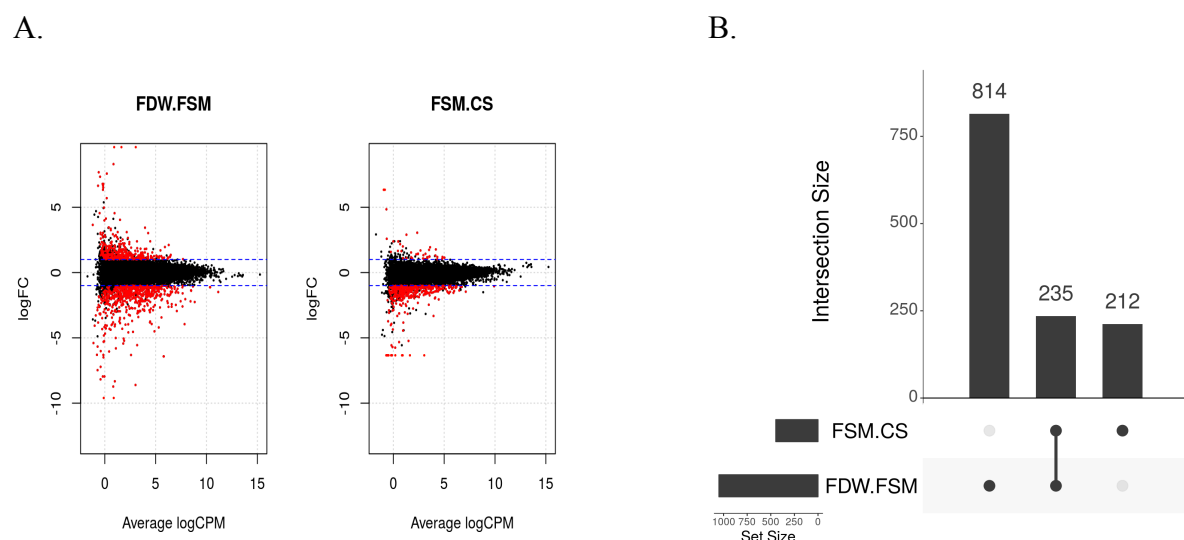 A.
B.
FDW.FSM
FSM.CS
logFC
5
0
-5
-10
0 5 10 15
Average logCPM
logFC
5
0
-5
-10
0 5 10 15
Average logCPM
Intersection Size
814
235
212
750
500
250
0
FSM.CS
FDW.FSM
1000 750 500 250 0
Set Size